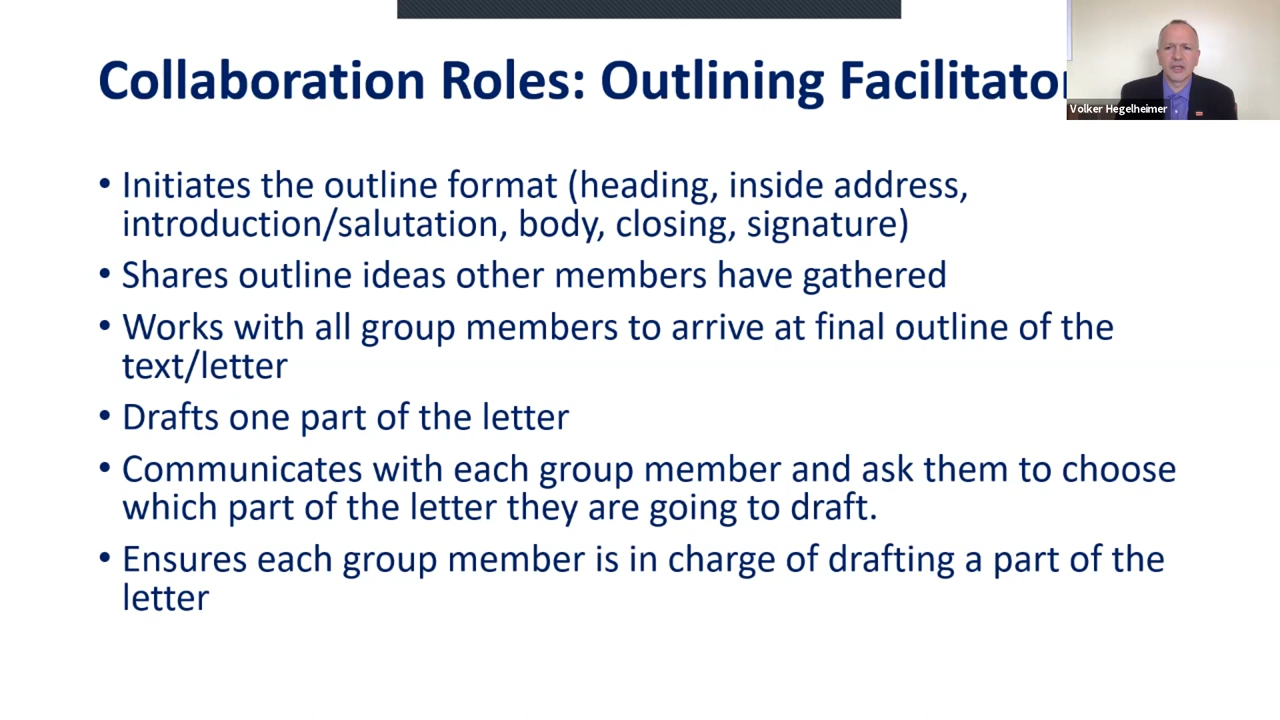 Collaboration Roles: Outlining Facilitator
Volker Hegelheimer
• Initiates the outline format (heading, inside address,
introduction/salutation, body, closing, signature)
• Shares outline ideas other members have gathered
• Works with all group members to arrive at final outline of the
text/letter
• Drafts one part of the letter
• Communicates with each group member and ask them to choose
which part of the letter they are going to draft.
• Ensures each group member is in charge of drafting a part of the
letter